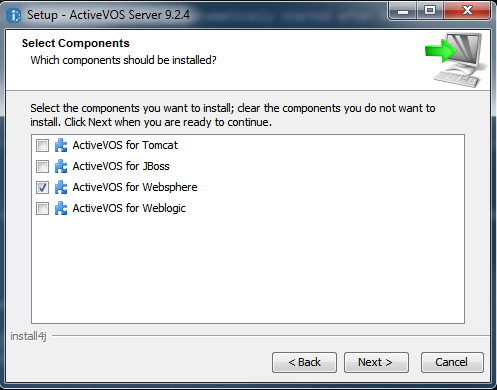 Setup - ActiveVOS Server 9.2.4
Select Components
Which components should be installed?
Select the components you want to install; clear the components you do not want to
install. Click Next when you are ready to continue.
ActiveVOS for Tomcat
ActiveVOS for JBoss
ActiveVOS for Websphere
ActiveVOS for Weblogic
install4j
< Back
Next >
Cancel